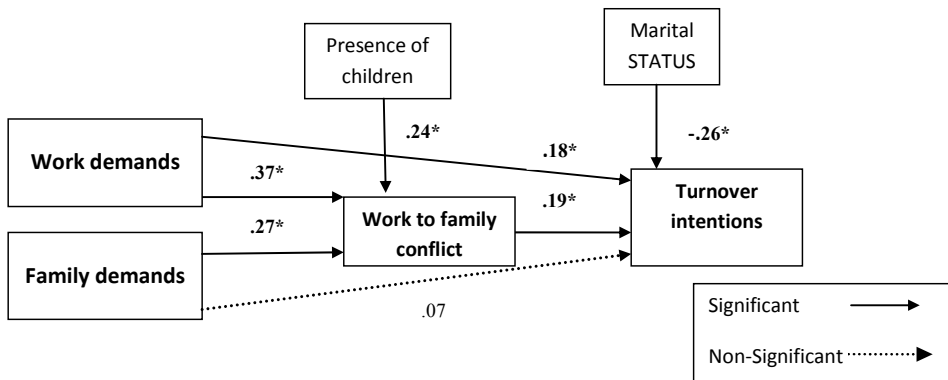 Presence of
children
Marital
STATUS
.24*
-.26*
Work demands
.18*
.37*
Turnover
intentions
.19*
Work to family
conflict
.27*
Family demands
.07
Significant
Non-Significant